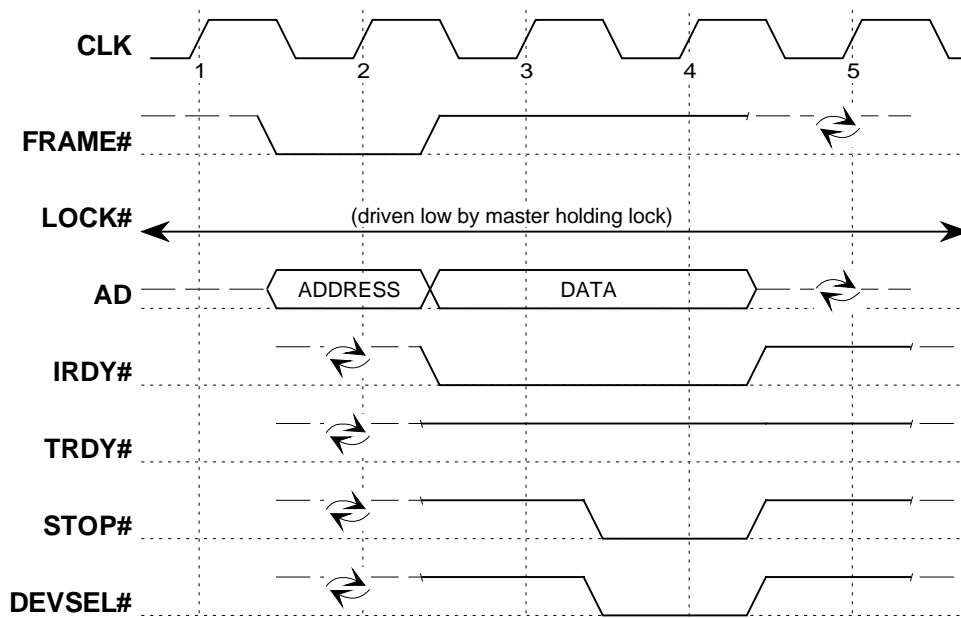 CLK
1 2 3 4 5
FRAME#
LOCK#
(driven low by master holding lock)
AD
ADDRESS DATA
IRDY#
TRDY#
STOP#
DEVSEL#